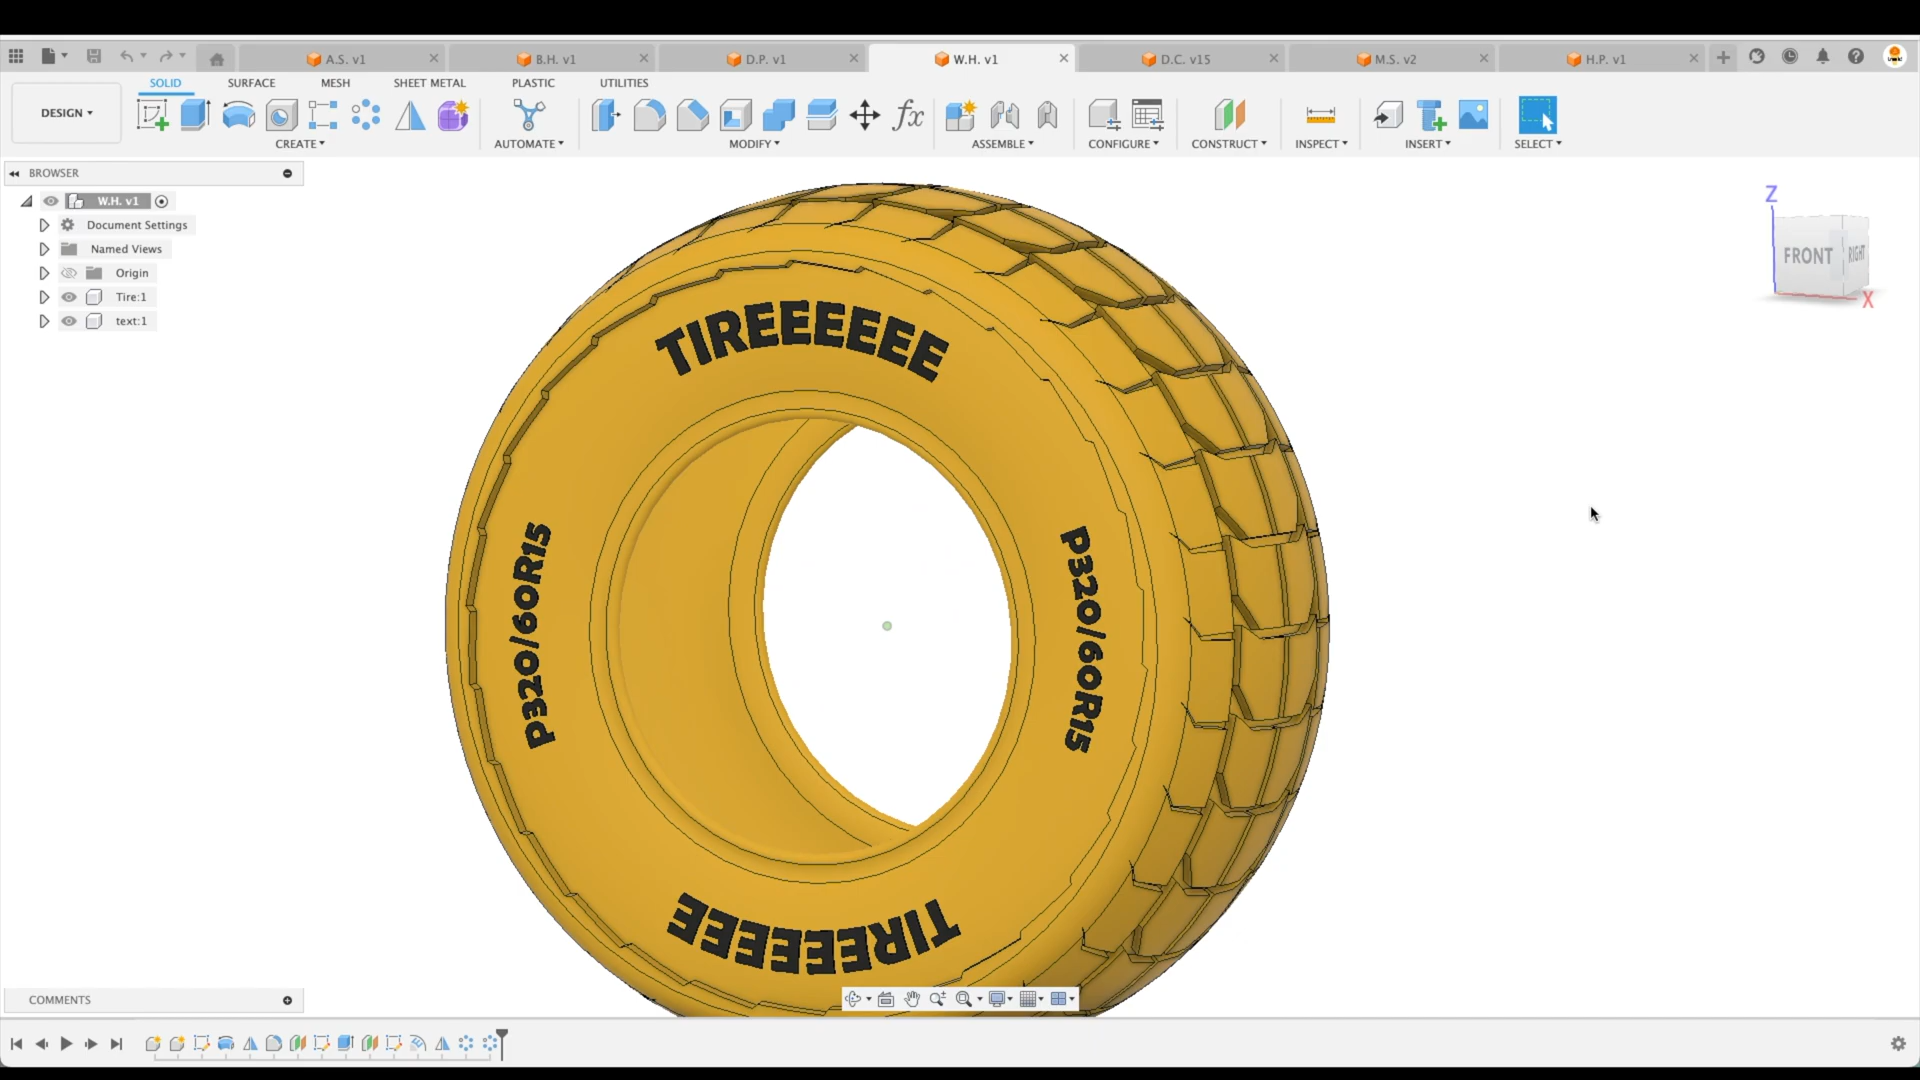 A.S. v1
B.H. v1
D.P. v1
W.H. v1
D.C. v15
M.S. v2
H.P. v1
SOLID
SURFACE
MESH
SHEET METAL
PLASTIC
UTILITIES
DESIGN
fx
CREATE
AUTOMATE
MODIFY
ASSEMBLE
CONFIGURE
CONSTRUCT
INSPECT
INSERT
SELECT
BROWSER
W.H. v1
Document Settings
Named Views
Origin
Tire:1
text:1
Z
FRONT
RIGHT
X
TIREEEEEE
P320/60R15
P320/60R15
TIREEEEEE
COMMENTS